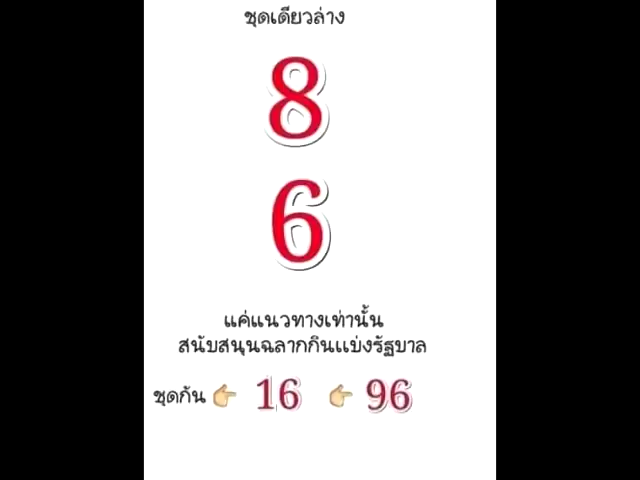 ชุดเดียวล่าง
8
6
แค่แนวทางเท่านั้น
สนับสนุนฉลากกินแบ่งรัฐบาล
ชุดกัน 👉 16 👉 96